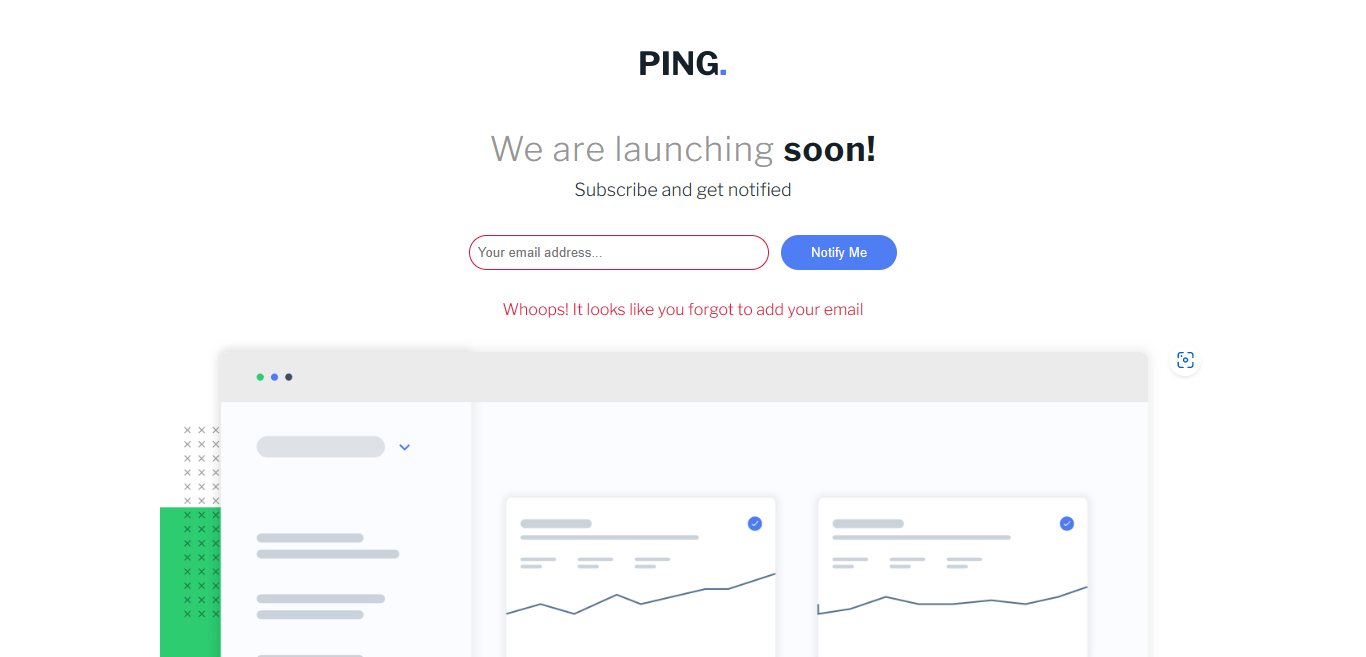 PING.
We are launching soon!
Subscribe and get notified
Your email address...
Notify Me
Whoops! It looks like you forgot to add your email